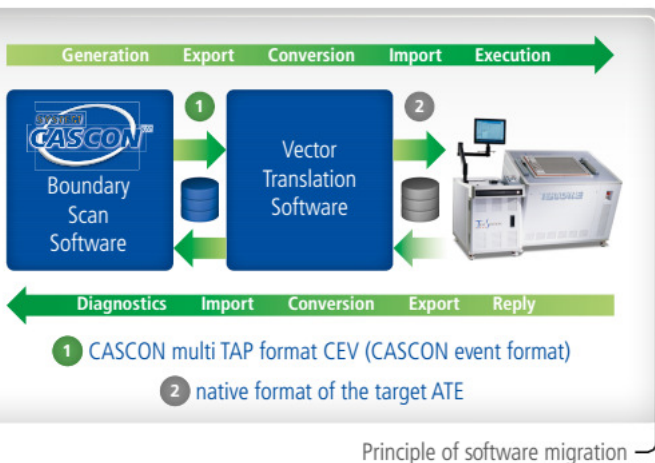 Generation Export Conversion Import Execution
SYSTEM
CASCON™
Boundary
Scan
Software
1
Vector
Translation
Software
2
Diagnostics Import Conversion Export Reply
1 CASCON multi TAP format CEV (CASCON event format)
2 native format of the target ATE
Principle of software migration